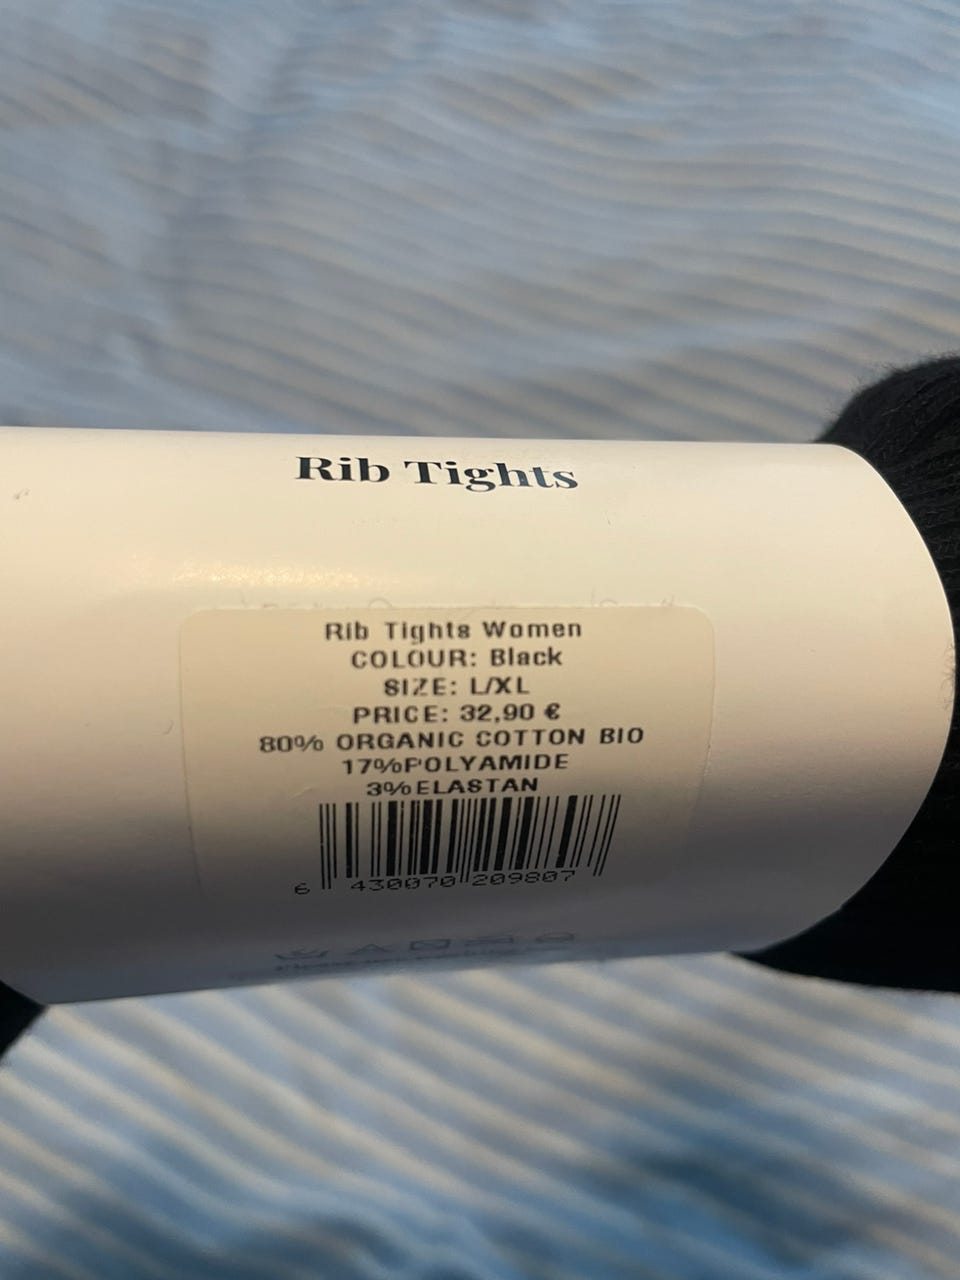 Rib Tights
Rib Tights Women
COLOUR: Black
SIZE: L/XL
PRICE: 32,90 €
80% ORGANIC COTTON BIO
17%POLYAMIDE
3%ELASTAN
6 430070 209807